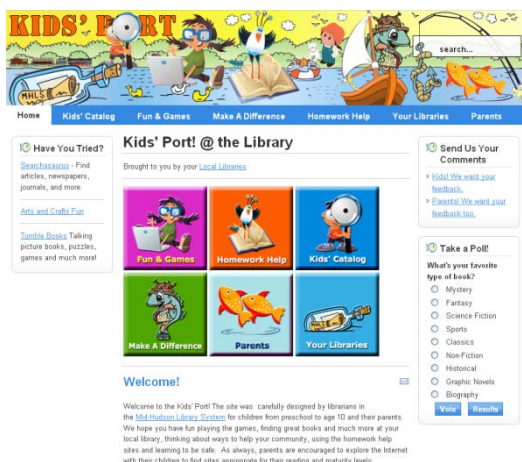 KIDS' PORT
search...
MHLS
Home Kids' Catalog Fun & Games Make A Difference Homework Help Your Libraries Parents
Have You Tried?
Searchasaurus - Find
articles, newspapers,
journals, and more.
Arts and Crafts Fun
Tumble Books Talking
picture books, puzzles,
games and much more!
Kids' Port! @ the Library
Brought to you by your Local Libraries
Fun & Games
Homework Help
Kids' Catalog
Make A Difference
Parents
Your Libraries
Welcome!
Welcome to the Kids' Port! The site was carefully designed by librarians in
the Mid-Hudson Library System for children from preschool to age 10 and their parents.
We hope you have fun playing the games, finding great books and much more at your
local library, thinking about ways to help your community, using the homework help
sites and learning to be safe. As always, parents are encouraged to explore the Internet
with their children to find sites appropriate for their reading and maturity levels.
Send Us Your
Comments
Kids! We want your
feedback.
Parents! We want your
feedback too.
Take a Poll!
What's your favorite
type of book?
Mystery
Fantasy
Science Fiction
Sports
Classics
Non-Fiction
Historical
Graphic Novels
Biography
Vote Results